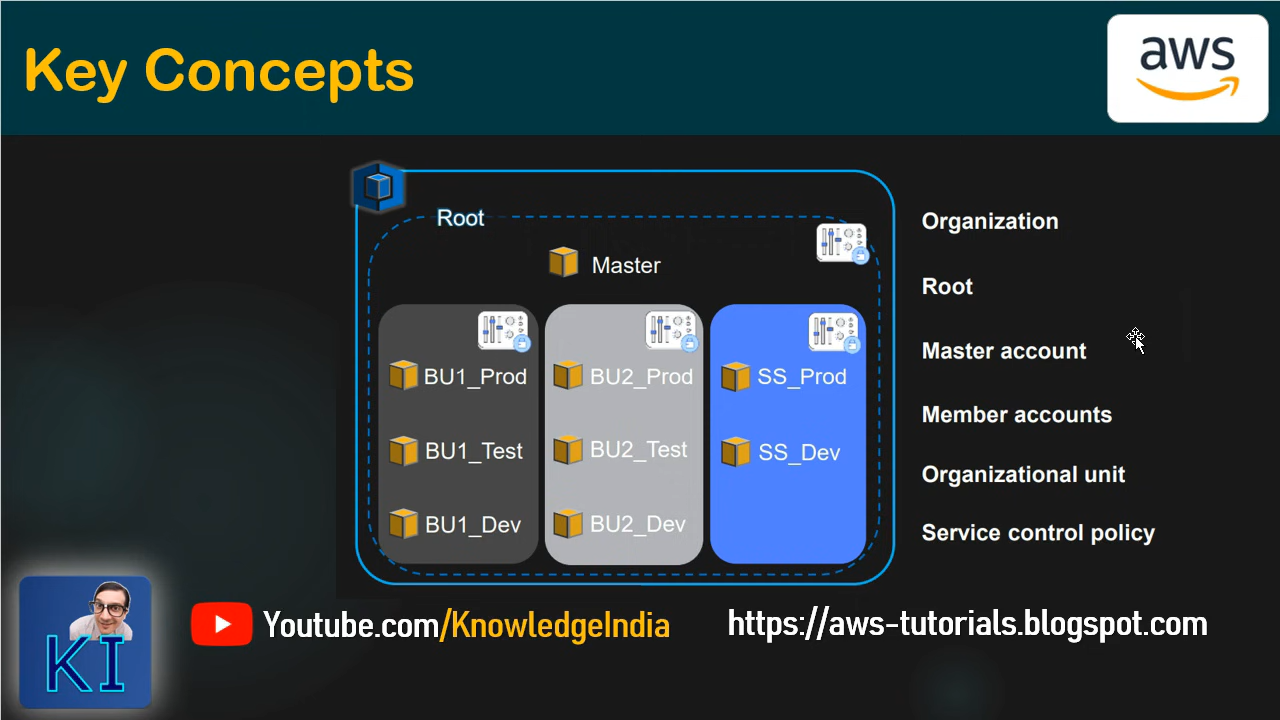 Key Concepts
aws
Root
Master
BU1_Prod
BU1_Test
BU1_Dev
BU2_Prod
BU2_Test
BU2_Dev
SS_Prod
SS_Dev
Organization
Root
Master account
Member accounts
Organizational unit
Service control policy
KI
Youtube.com/KnowledgeIndia
https://aws-tutorials.blogspot.com